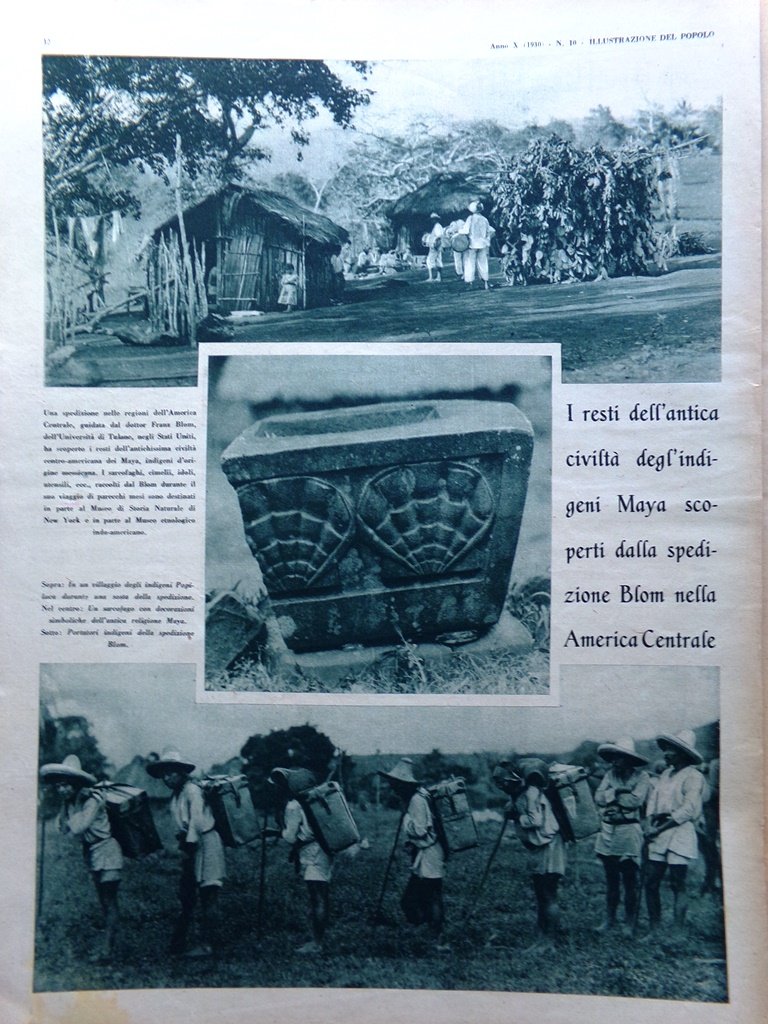 12
Anno X (1930) - N. 10 - ILLUSTRAZIONE DEL POPOLO
Una spedizione nelle regioni dell'America
Centrale, guidata dal dottor Franz Blom,
dell'Università di Tulano, negli Stati Uniti,
ha scoperto i resti dell'antichissima civiltà
centro-americana dei Maya, indigeni d'ori-
gine messicana. I sarcofaghi, cimelii, idoli,
utensili, ecc., raccolti dal Blom durante il
suo viaggio di parecchi mesi sono destinati
in parte al Museo di Storia Naturale di
New York e in parte al Museo etnologico
indo-americano.
Sopra: In un villaggio degli indigeni Popo-
luca durante una sosta della spedizione.
Nel centro: Un sarcofago con decorazioni
simboliche dell'antica religione Maya.
Sotto: Portatori indigeni della spedizione
Blom.
I resti dell'antica
civiltà degl'indi-
geni Maya sco-
perti dalla spedi-
zione Blom nella
America Centrale